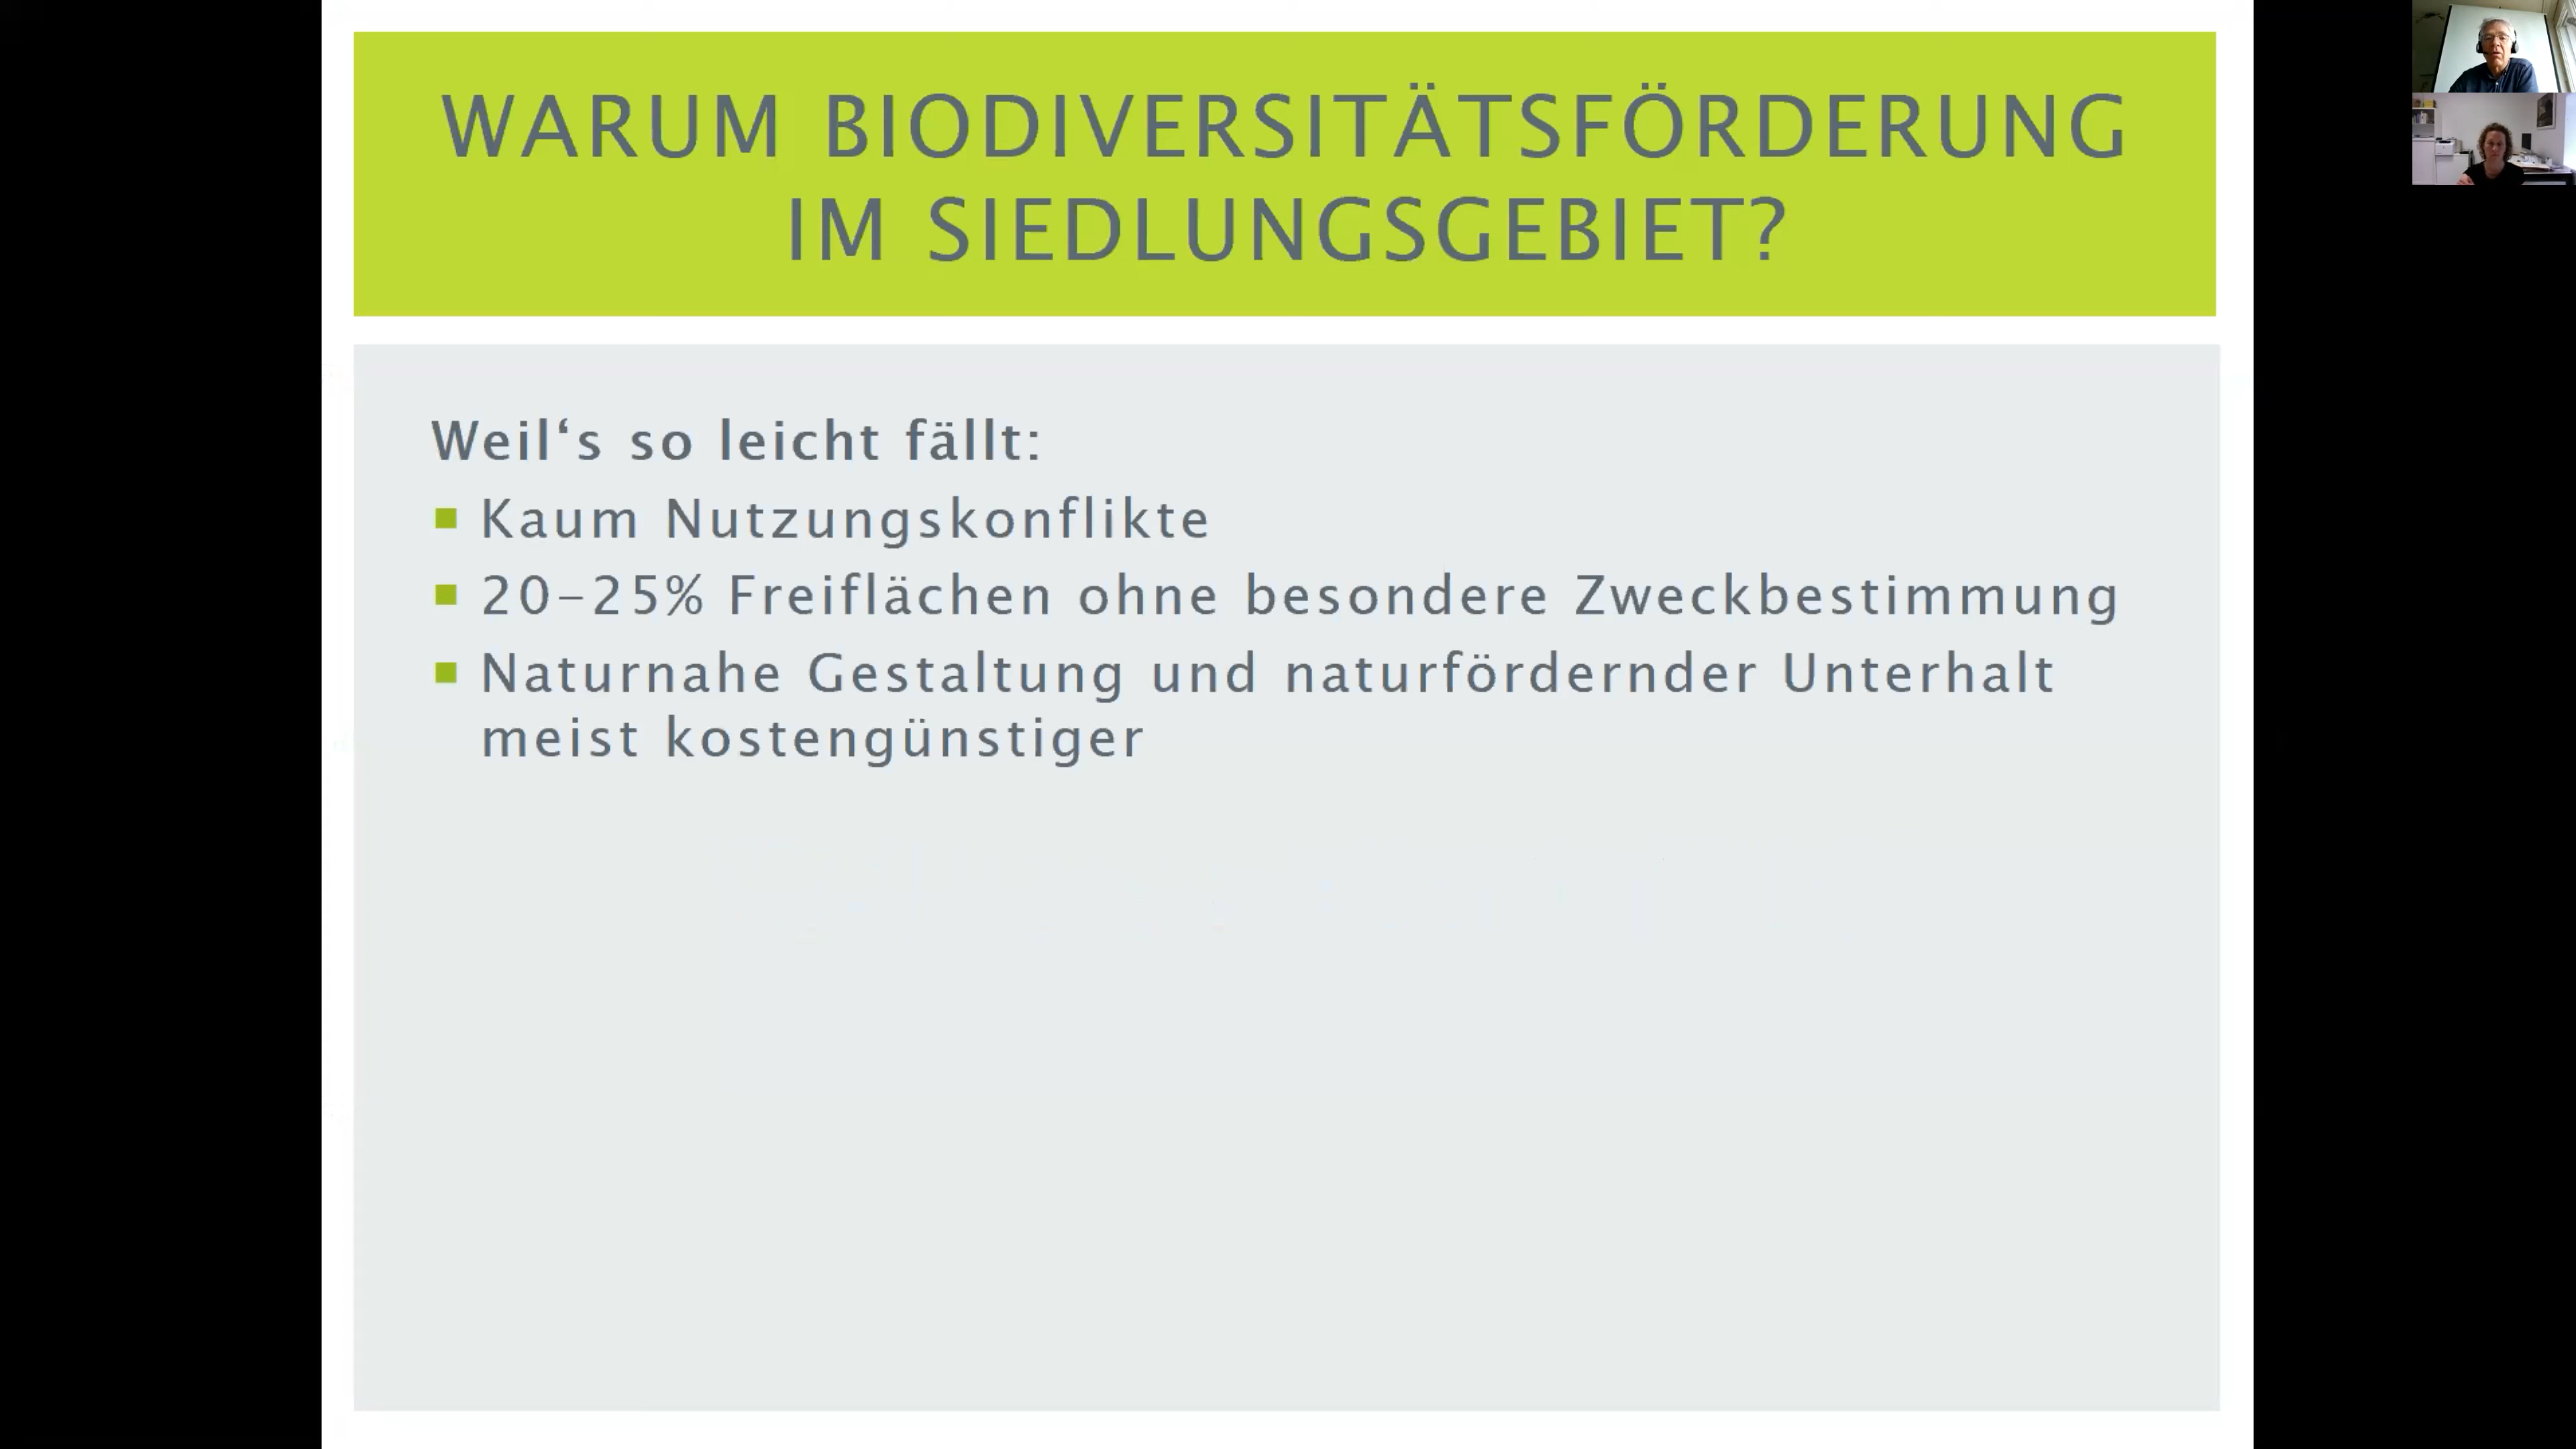 WARUM BIODIVERSITÄTSFÖRDERUNG
IM SIEDLUNGSGEBIET?
Weil‘s so leicht fällt:
Kaum Nutzungskonflikte
20–25% Freiflächen ohne besondere Zweckbestimmung
Naturnahe Gestaltung und naturfördernder Unterhalt
meist kostengünstiger